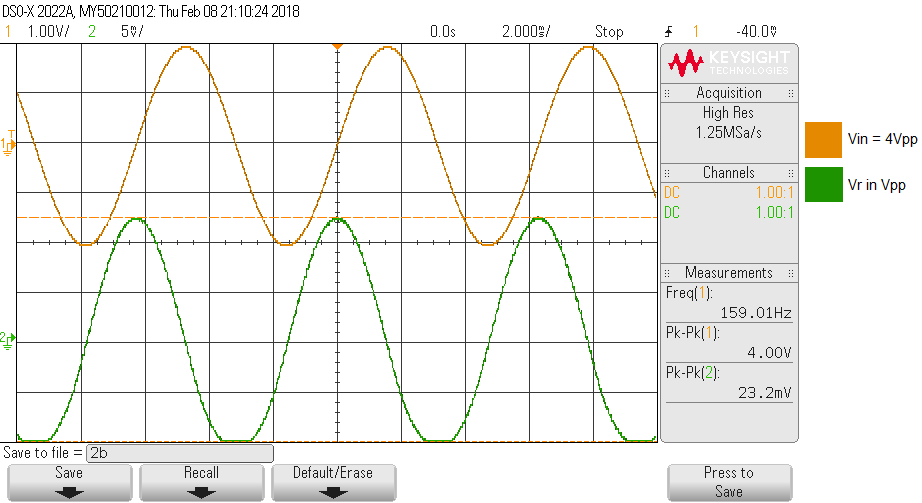 DSO-X 2022A, MY50210012: Thu Feb 08 21:10:24 2018
1 1.00V/ 2 5mV/ 0.0s 2.000ms/ Stop 1 -40.0mV
KEYSIGHT
TECHNOLOGIES
Acquisition
High Res
1.25MSa/s
Channels
DC 1.00:1
DC 1.00:1
Measurements
Freq(1):
159.01Hz
Pk-Pk(1):
4.00V
Pk-Pk(2):
23.2mV
Vin = 4Vpp
Vr in Vpp
T
1
2
Save to file = 2b
Save
Recall
Default/Erase
Press to
Save